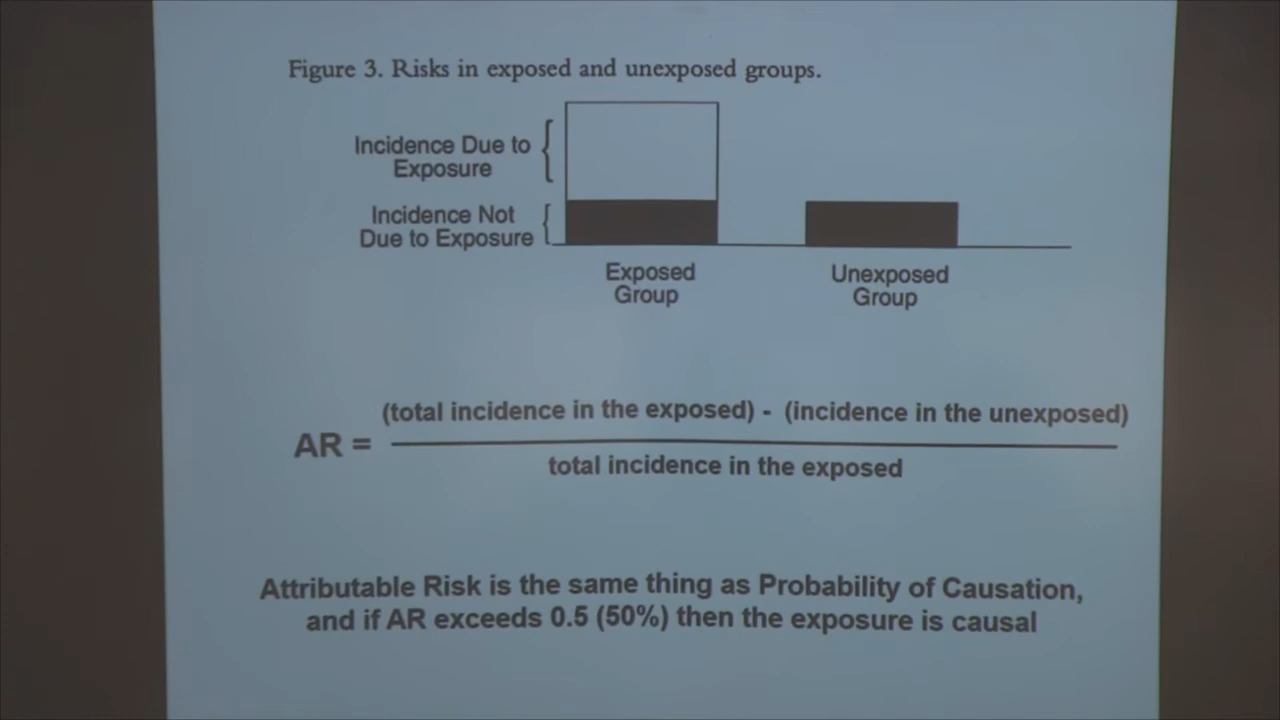 Figure 3. Risks in exposed and unexposed groups.
Incidence Due to
Exposure
Incidence Not
Due to Exposure
Exposed
Group
Unexposed
Group
(total incidence in the exposed) - (incidence in the unexposed)
AR =
total incidence in the exposed
Attributable Risk is the same thing as Probability of Causation,
and if AR exceeds 0.5 (50%) then the exposure is causal